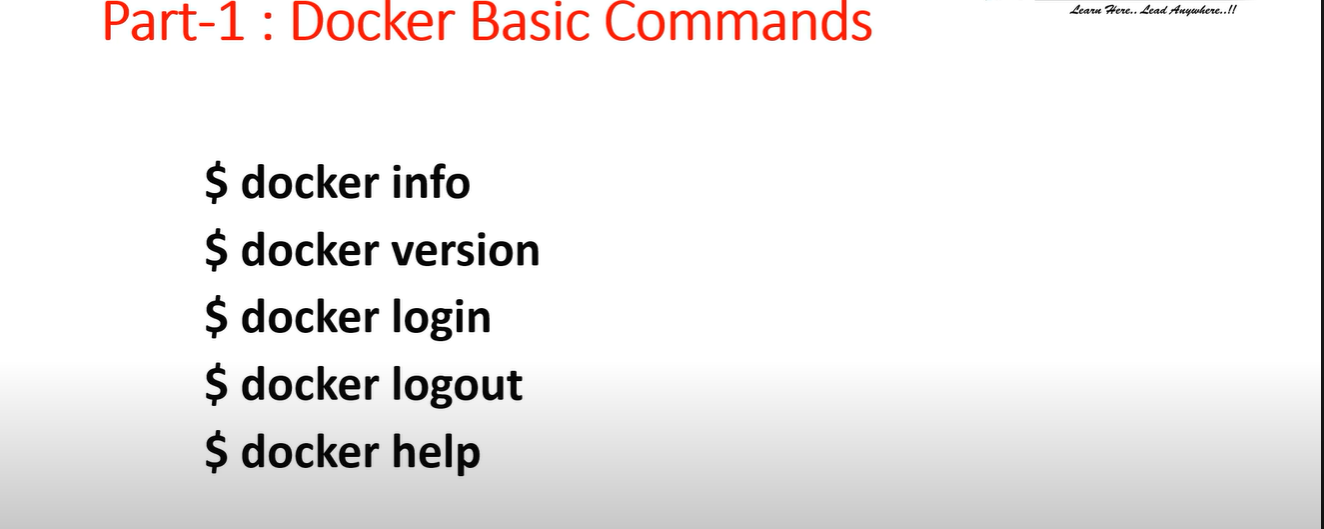 Part-1 : Docker Basic Commands
Learn Here.. Lead Anywhere..!!
$ docker info
$ docker version
$ docker login
$ docker logout
$ docker help